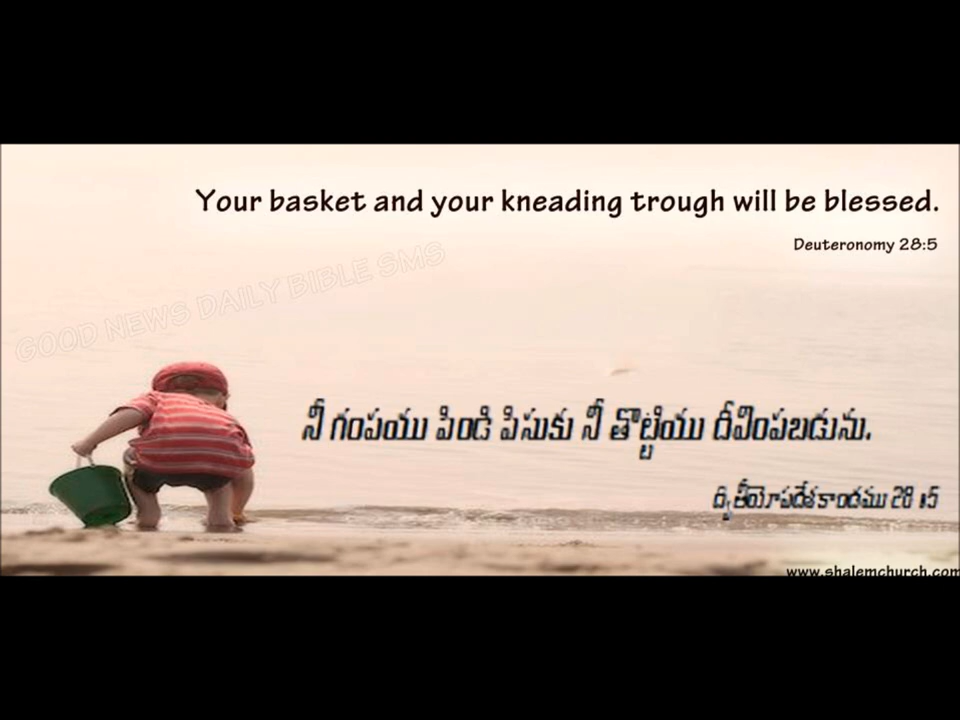 Your basket and your kneading trough will be blessed.
Deuteronomy 28:5
GOOD NEWS DAILY BIBLE SMS
నీ గంపయు పిండి పిసుకు నీ తొట్టియు దీవింపబడును.
ద్వితీయోపదేశకాండము 28 :5
www.shalemchurch.com